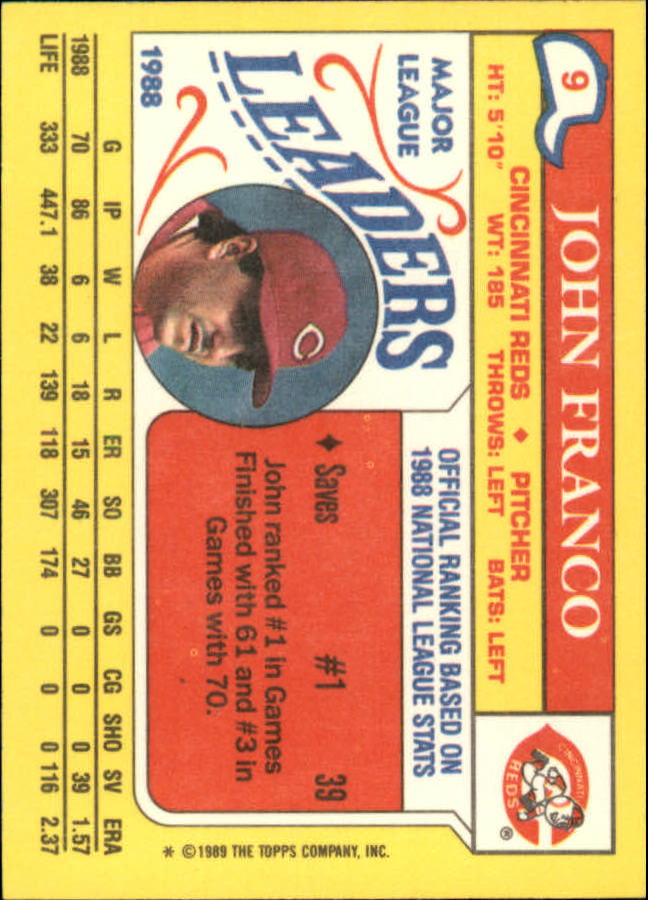 9
JOHN FRANCO
CINCINNATI REDS ♦ PITCHER
HT: 5'10" WT: 185 THROWS: LEFT BATS: LEFT
CINCINNATI
REDS
®
MAJOR
LEAGUE
LEADERS
1988
C
OFFICIAL RANKING BASED ON
1988 NATIONAL LEAGUE STATS
✦ Saves #1 39
John ranked #1 in Games
Finished with 61 and #3 in
Games with 70.
* ©1989 THE TOPPS COMPANY, INC.
G IP W L R ER SO BB GS CG SHO SV ERA
1988 70 86 6 6 18 15 46 27 0 0 0 39 1.57
LIFE 333 447.1 38 22 139 118 307 174 0 0 0 116 2.37